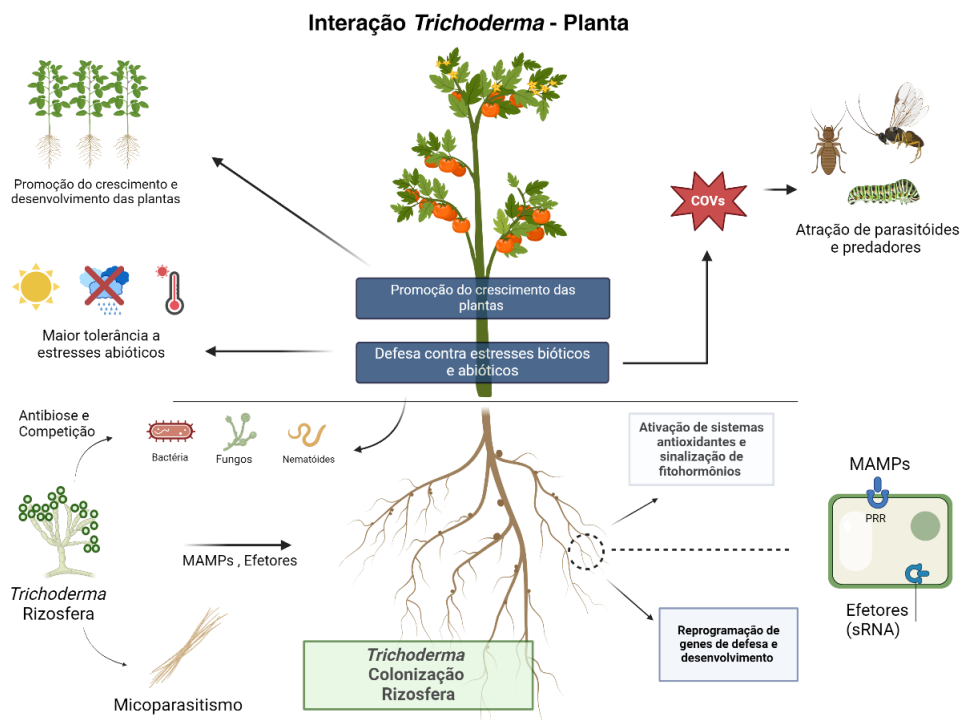 Interação Trichoderma - Planta
Promoção do crescimento e
desenvolvimento das plantas
COVs
Atração de parasitóides
e predadores
Promoção do crescimento das
plantas
Maior tolerância a
estresses abióticos
Defesa contra estresses bióticos
e abióticos
Antibiose e
Competição
Bactéria
Fungos
Nematóides
Ativação de sistemas
antioxidantes e
sinalização de
fitohormônios
MAMPs
PRR
MAMPs , Efetores
Trichoderma
Rizosfera
Efetores
(sRNA)
Reprogramação de
genes de defesa e
desenvolvimento
Trichoderma
Colonização
Rizosfera
Micoparasitismo